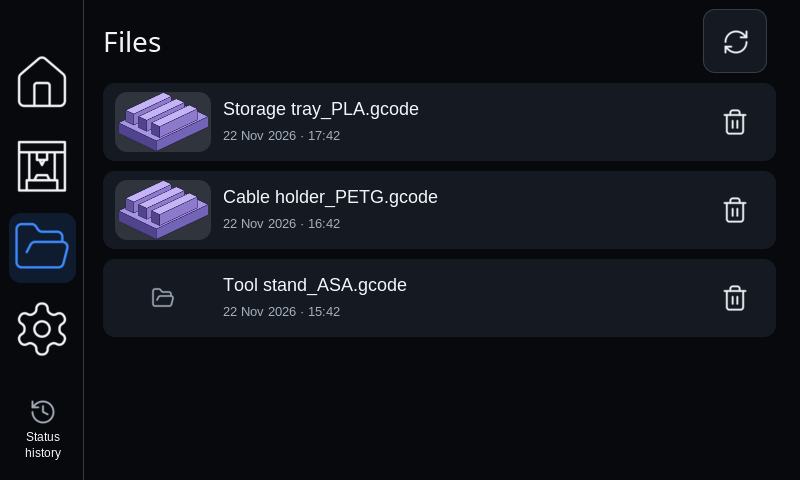 Files
Storage tray_PLA.gcode
22 Nov 2026 · 17:42
Cable holder_PETG.gcode
22 Nov 2026 · 16:42
Tool stand_ASA.gcode
22 Nov 2026 · 15:42
Status
history